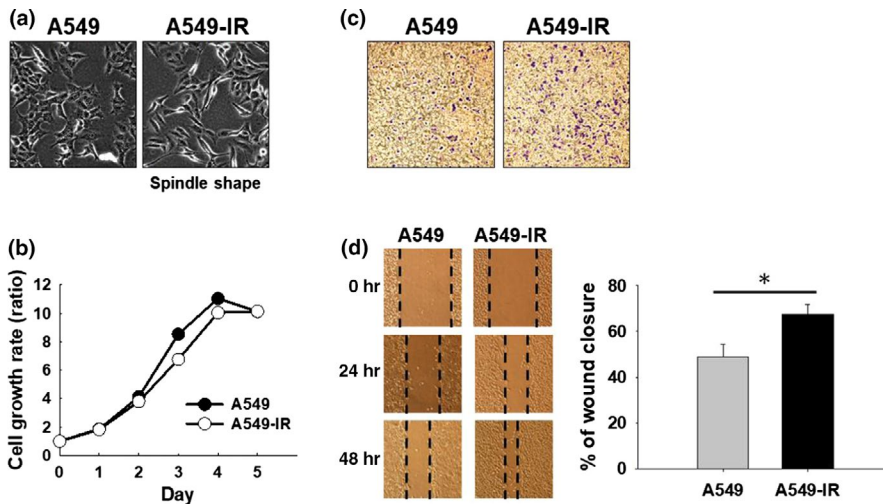 (a)
A549 A549-IR
Spindle shape
(c)
A549 A549-IR
(b)
Cell growth rate (ratio)
12
10
8
6
4
2
0
0 1 2 3 4 5
Day
A549
A549-IR
(d)
A549 A549-IR
0 hr
24 hr
48 hr
% of wound closure
80
60
40
20
0
*
A549 A549-IR